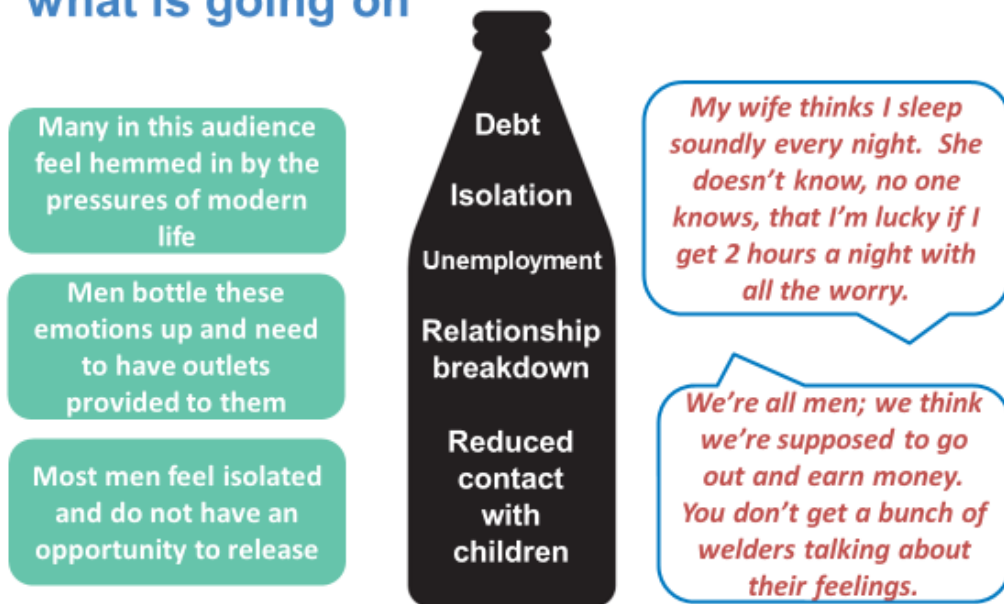 what is going on
Many in this audience
feel hemmed in by the
pressures of modern
life
Men bottle these
emotions up and need
to have outlets
provided to them
Most men feel isolated
and do not have an
opportunity to release
Debt
Isolation
Unemployment
Relationship
breakdown
Reduced
contact
with
children
My wife thinks I sleep
soundly every night. She
doesn't know, no one
knows, that I'm lucky if I
get 2 hours a night with
all the worry.
We're all men; we think
we're supposed to go
out and earn money.
You don't get a bunch of
welders talking about
their feelings.